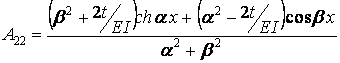 A₂₂ = ((β² + 2t/EI)ch αx + (α² − 2t/EI)cos βx) / (α² + β²)